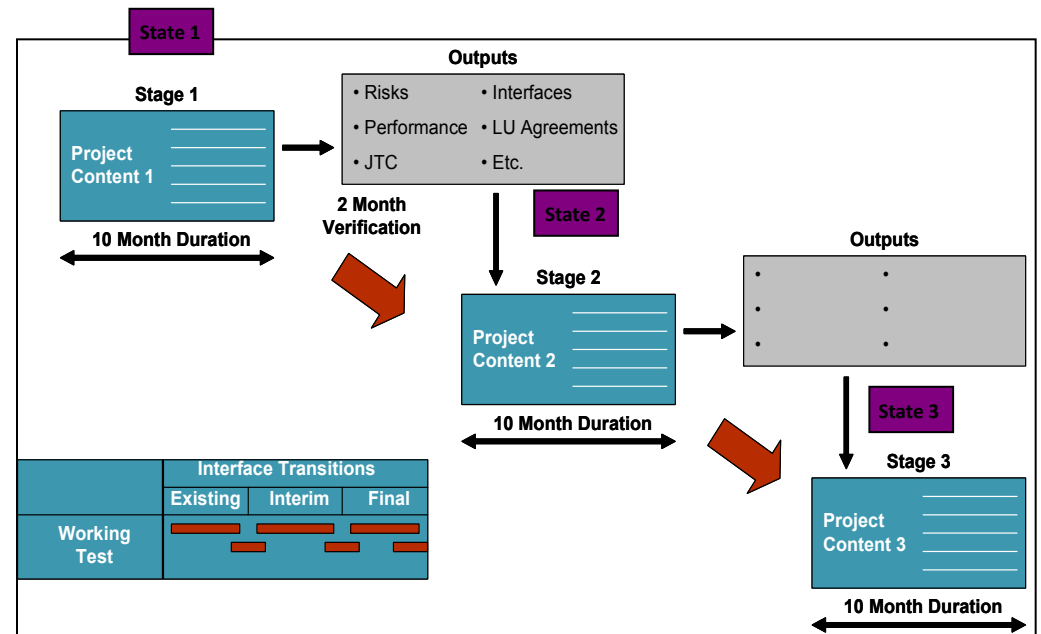 State 1
Outputs
Stage 1
• Risks
• Interfaces
• Performance
• LU Agreements
• JTC
• Etc.
Project
Content 1
2 Month
Verification
10 Month Duration
State 2
Outputs
Stage 2
•
•
•
•
•
•
Project
Content 2
10 Month Duration
State 3
Stage 3
Interface Transitions
Existing
Interim
Final
Working
Test
Project
Content 3
10 Month Duration